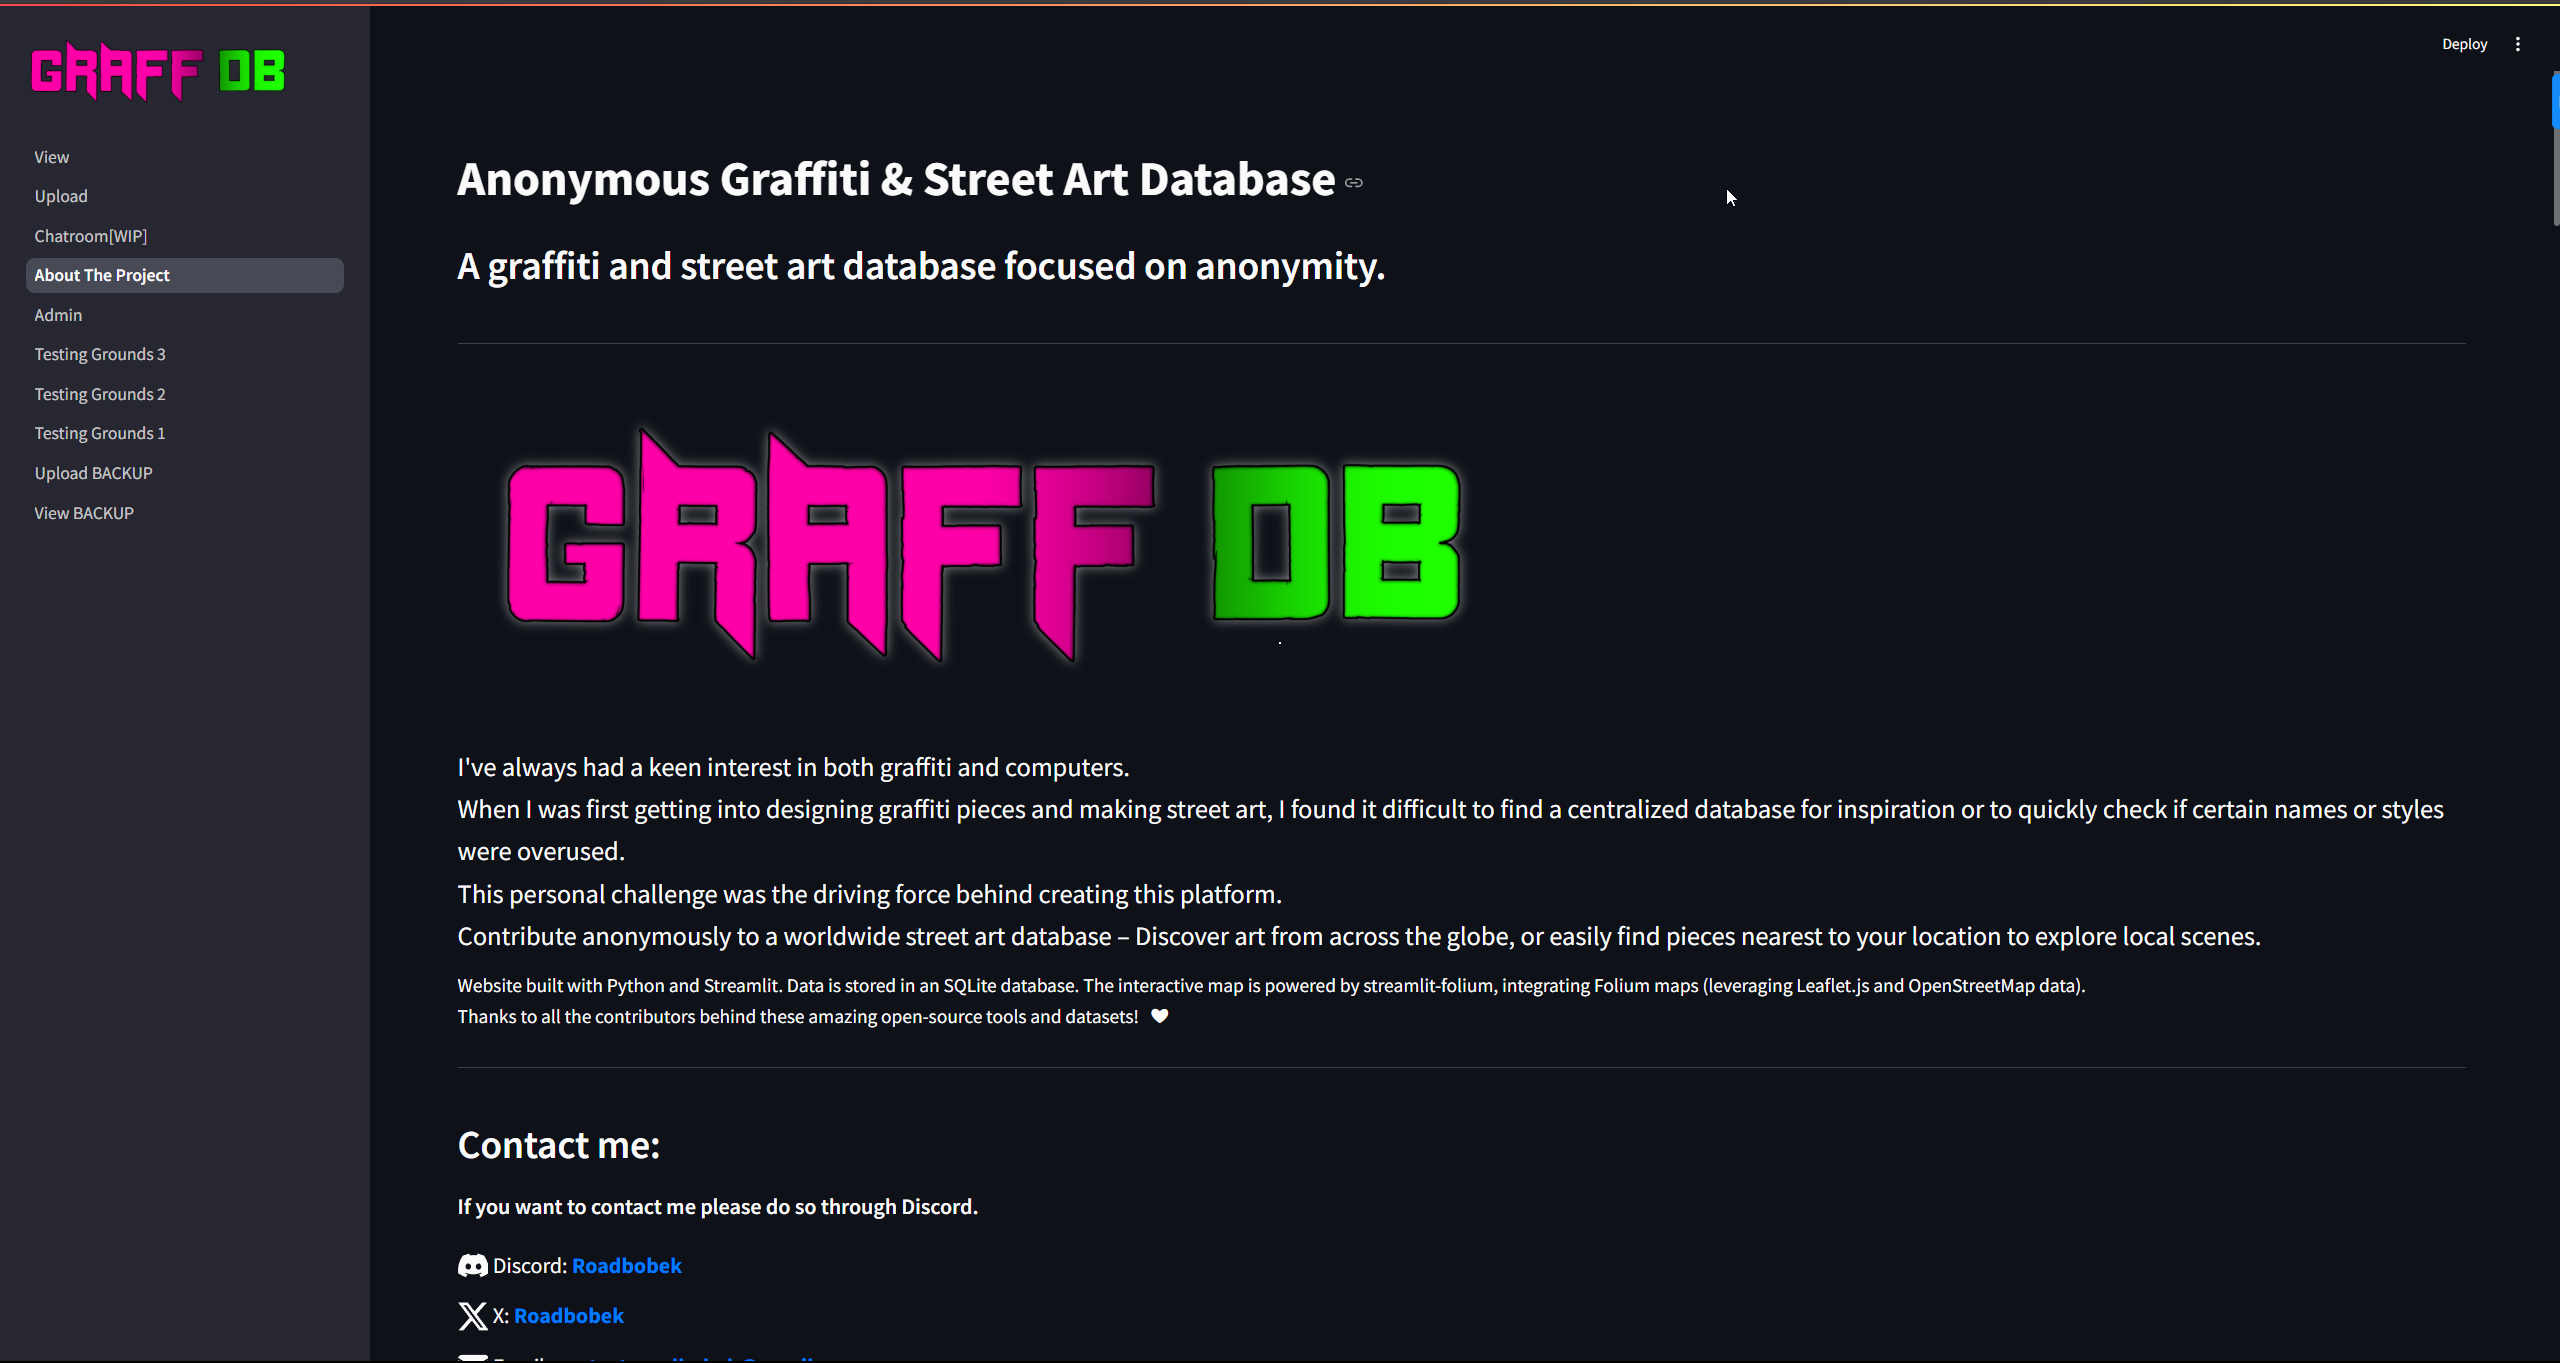 GRAFF DB
View
Upload
Chatroom[WIP]
About The Project
Admin
Testing Grounds 3
Testing Grounds 2
Testing Grounds 1
Upload BACKUP
View BACKUP
Deploy
Anonymous Graffiti & Street Art Database
A graffiti and street art database focused on anonymity.
GRAFF DB
I've always had a keen interest in both graffiti and computers.
When I was first getting into designing graffiti pieces and making street art, I found it difficult to find a centralized database for inspiration or to quickly check if certain names or styles
were overused.
This personal challenge was the driving force behind creating this platform.
Contribute anonymously to a worldwide street art database – Discover art from across the globe, or easily find pieces nearest to your location to explore local scenes.
Website built with Python and Streamlit. Data is stored in an SQLite database. The interactive map is powered by streamlit-folium, integrating Folium maps (leveraging Leaflet.js and OpenStreetMap data).
Thanks to all the contributors behind these amazing open-source tools and datasets! ♥
Contact me:
If you want to contact me please do so through Discord.
Discord: Roadbobek
X: Roadbobek